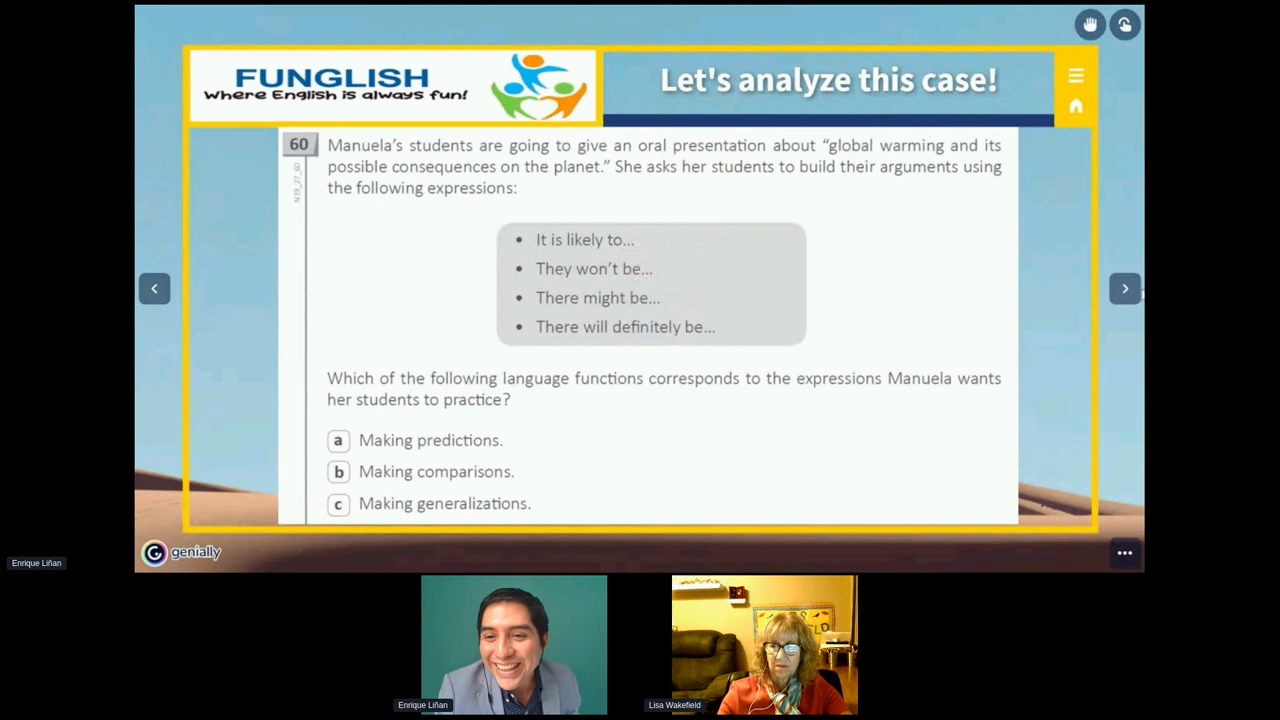 FUNGLISH
where English is always fun!
Let's analyze this case!
60
N19_27_60
Manuela's students are going to give an oral presentation about “global warming and its
possible consequences on the planet.” She asks her students to build their arguments using
the following expressions:
• It is likely to...
• They won't be...
• There might be...
• There will definitely be...
Which of the following language functions corresponds to the expressions Manuela wants
her students to practice?
a Making predictions.
b Making comparisons.
c Making generalizations.
genially
Enrique Liñan
Enrique Liñan
Lisa Wakefield